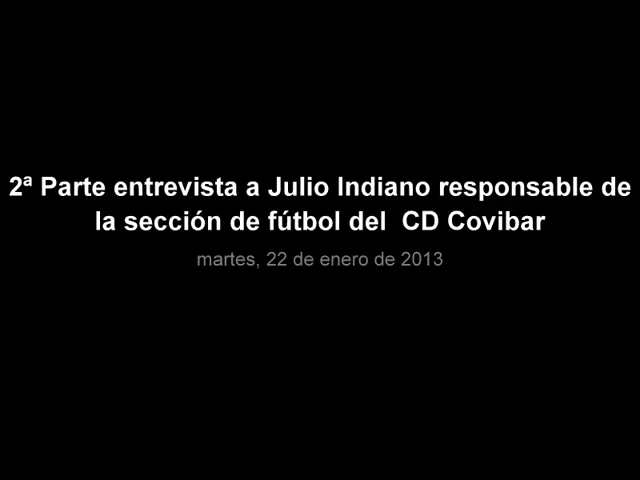 2ª Parte entrevista a Julio Indiano responsable de
la sección de fútbol del  CD Covibar
martes, 22 de enero de 2013